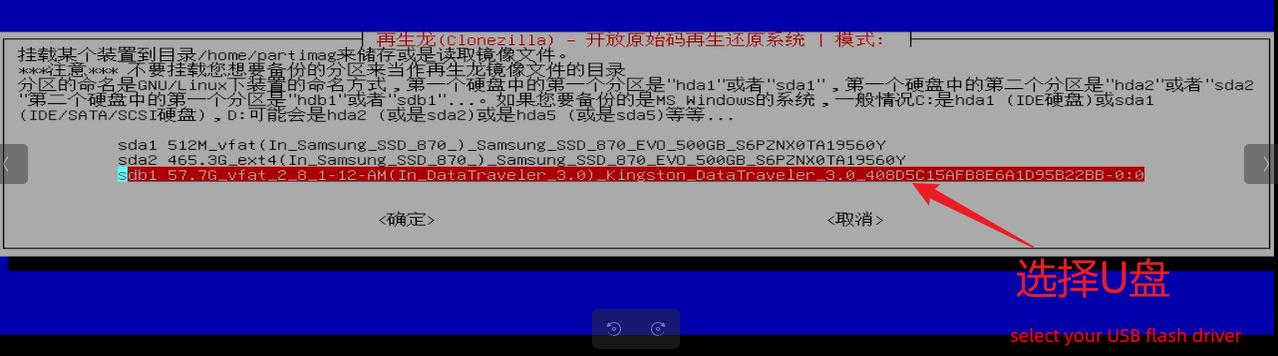 再生龙(Clonezilla) - 开放原始码再生还原系统 | 模式:
挂载某个装置到目录/home/partimag来储存或是读取镜像文件。
***注意*** 不要挂载您想要备份的分区来当作再生龙镜像文件的目录
分区的命名是GNU/Linux下装置的命名方式，第一个硬盘中的第一个分区是"hda1"或者"sda1"，第一个硬盘中的第二个分区是"hda2"或者"sda2
"第二个硬盘中的第一个分区是"hdb1"或者"sdb1"...。如果您要备份的是MS Windows的系统，一般情况C:是hda1 (IDE硬盘)或sda1
(IDE/SATA/SCSI硬盘)，D:可能会是hda2 (或是sda2)或是hda5 (或是sda5)等等...
sda1 512M_vfat(In_Samsung_SSD_870_)_Samsung_SSD_870_EVO_500GB_S6PZNX0TA19560Y
sda2 465.3G_ext4(In_Samsung_SSD_870_)_Samsung_SSD_870_EVO_500GB_S6PZNX0TA19560Y
sdb1 57.7G_vfat_2_8_1-12-AM(In_DataTraveler_3.0)_Kingston_DataTraveler_3.0_408D5C15AFB8E6A1D95B22BB-0:0
<确定> <取消>
选择U盘
select your USB flash driver